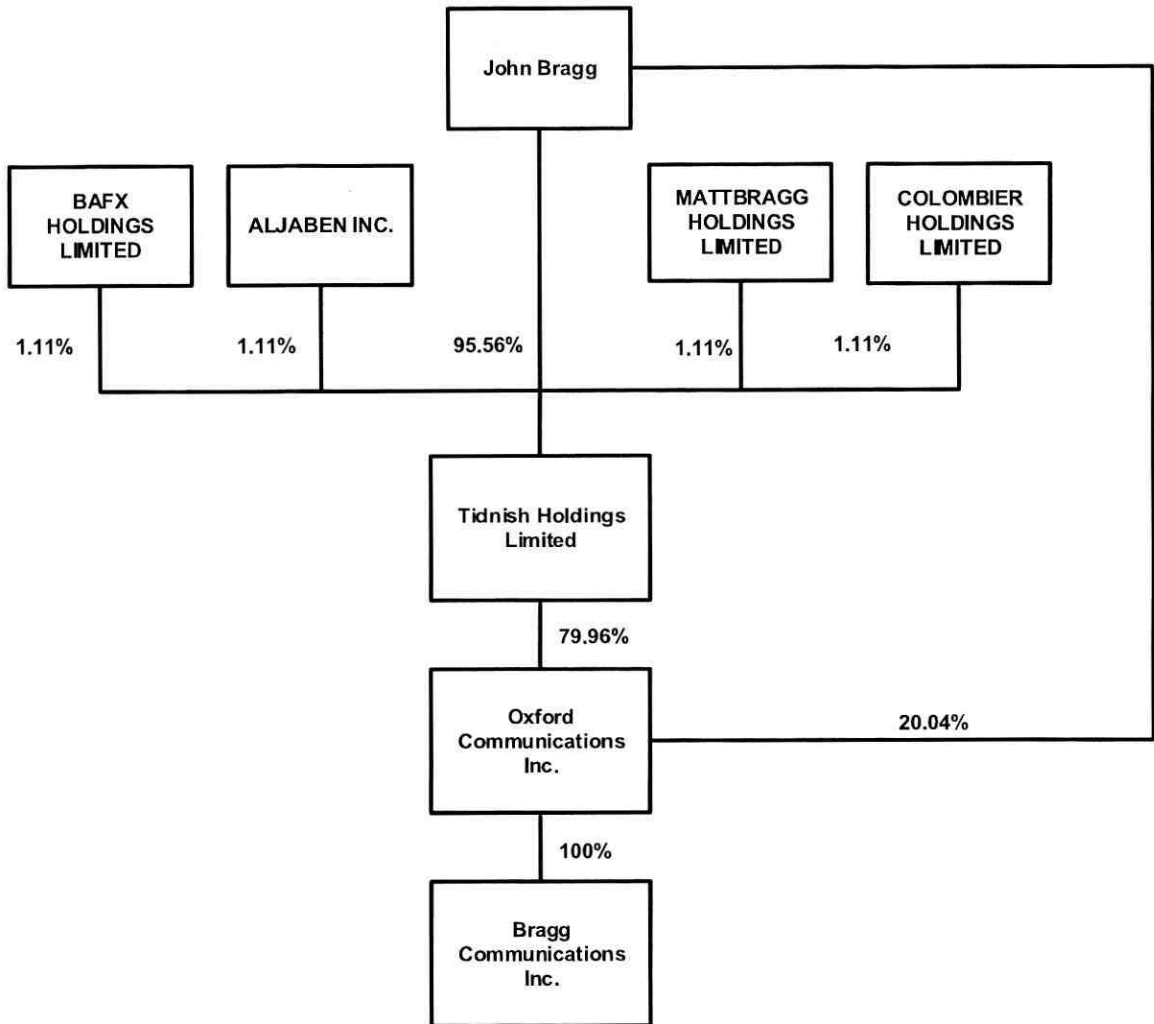 John Bragg
BAFX
HOLDINGS
LIMITED
ALJABEN INC.
MATTBRAGG
HOLDINGS
LIMITED
COLOMBIER
HOLDINGS
LIMITED
1.11%
1.11%
95.56%
1.11%
1.11%
Tidnish Holdings
Limited
79.96%
Oxford
Communications
Inc.
20.04%
100%
Bragg
Communications
Inc.